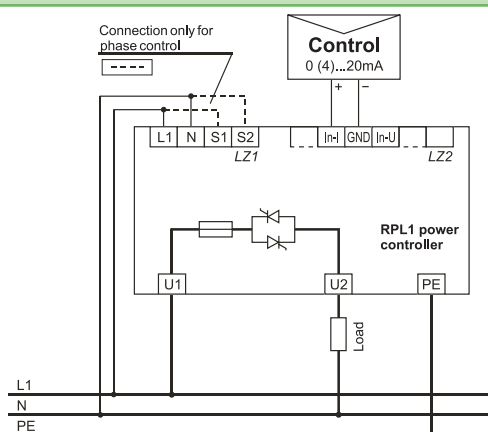 Connection only for
phase control
Control
0 (4)...20mA
+ −
L1 N S1 S2 In-I GND In-U
LZ1 LZ2
RPL1 power
controller
U1 U2 PE
Load
L1
N
PE